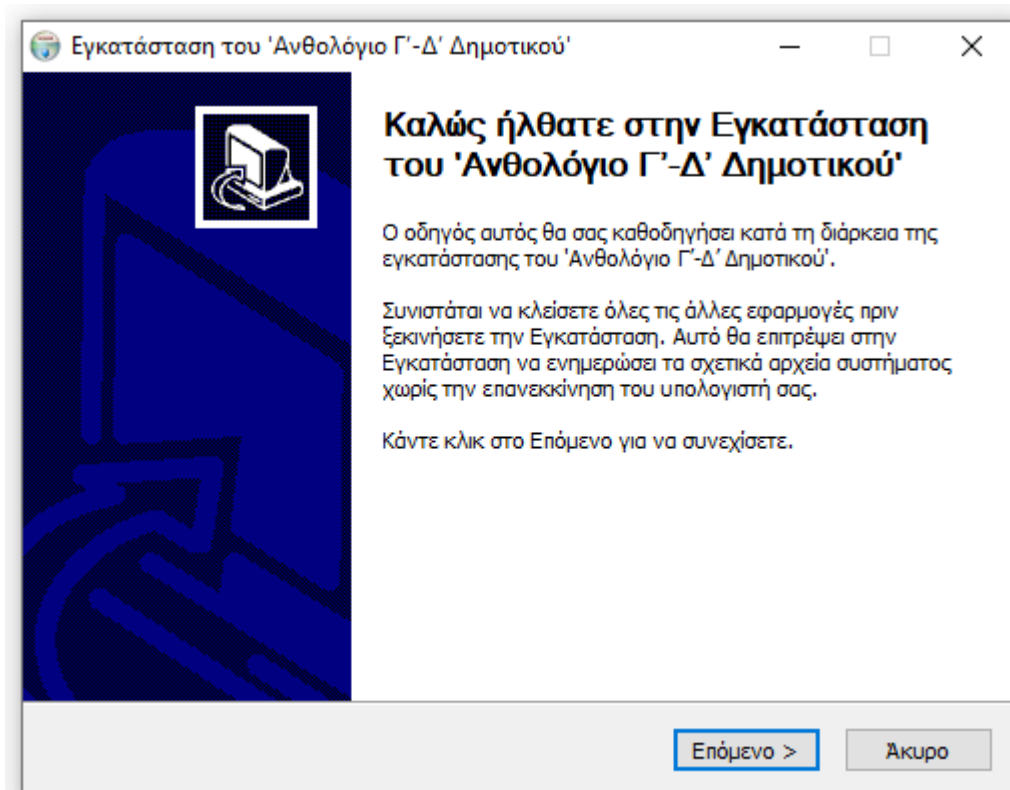 Εγκατάσταση του 'Ανθολόγιο Γ΄-Δ΄ Δημοτικού'
Καλώς ήλθατε στην Εγκατάσταση
του 'Ανθολόγιο Γ’-Δ’ Δημοτικού'
Ο οδηγός αυτός θα σας καθοδηγήσει κατά τη διάρκεια της
εγκατάστασης του 'Ανθολόγιο Γ’-Δ’ Δημοτικού'.
Συνιστάται να κλείσετε όλες τις άλλες εφαρμογές πριν
ξεκινήσετε την Εγκατάσταση. Αυτό θα επιτρέψει στην
Εγκατάσταση να ενημερώσει τα σχετικά αρχεία συστήματος
χωρίς την επανεκκίνηση του υπολογιστή σας.
Κάντε κλικ στο Επόμενο για να συνεχίσετε.
Επόμενο >
Άκυρο